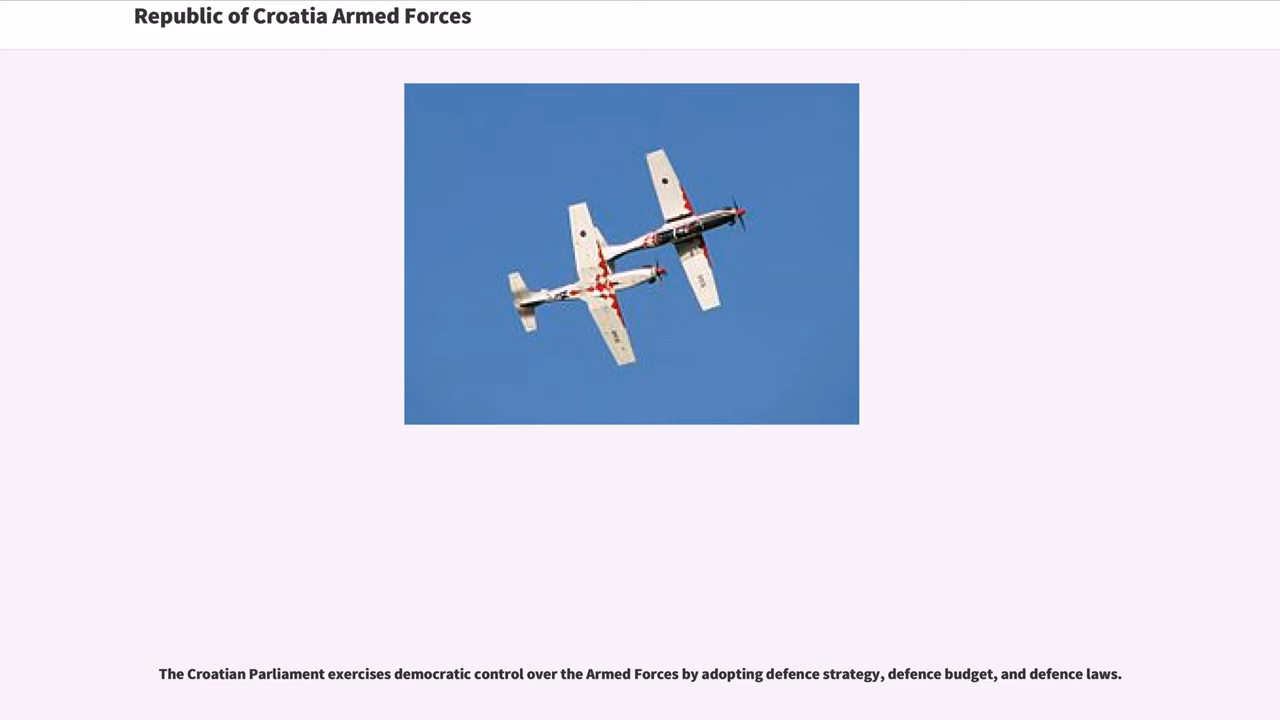 Republic of Croatia Armed Forces
The Croatian Parliament exercises democratic control over the Armed Forces by adopting defence strategy, defence budget, and defence laws.